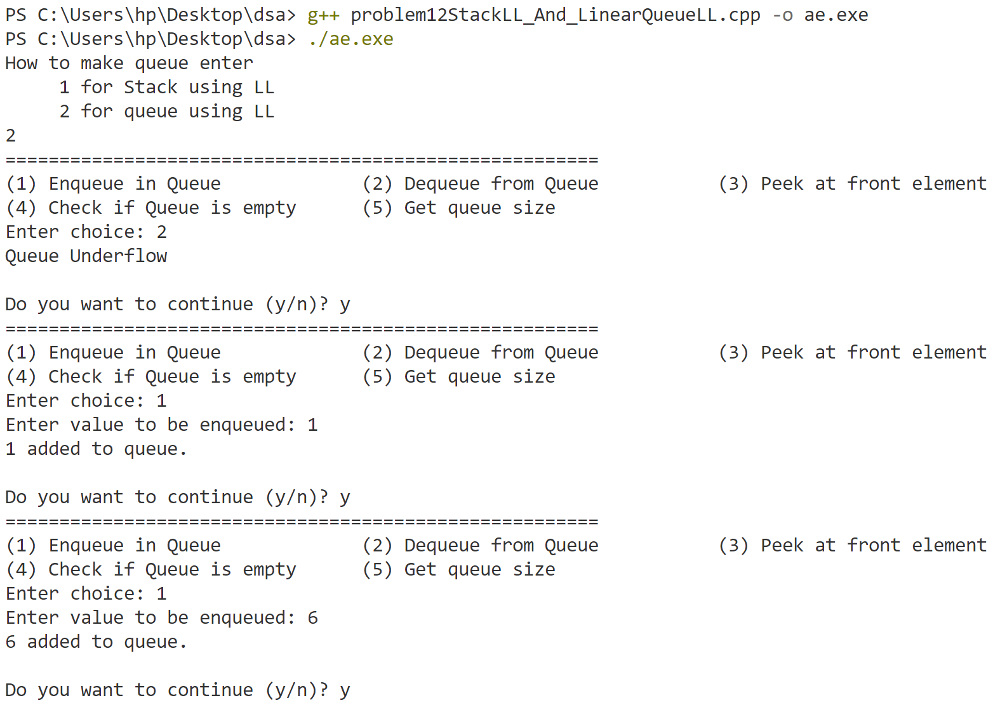 PS C:\Users\hp\Desktop\dsa> g++ problem12StackLL_And_LinearQueueLL.cpp -o ae.exe
PS C:\Users\hp\Desktop\dsa> ./ae.exe
How to make queue enter
     1 for Stack using LL
     2 for queue using LL
2
=======================================================
(1) Enqueue in Queue             (2) Dequeue from Queue           (3) Peek at front element
(4) Check if Queue is empty      (5) Get queue size
Enter choice: 2
Queue Underflow

Do you want to continue (y/n)? y
=======================================================
(1) Enqueue in Queue             (2) Dequeue from Queue           (3) Peek at front element
(4) Check if Queue is empty      (5) Get queue size
Enter choice: 1
Enter value to be enqueued: 1
1 added to queue.

Do you want to continue (y/n)? y
=======================================================
(1) Enqueue in Queue             (2) Dequeue from Queue           (3) Peek at front element
(4) Check if Queue is empty      (5) Get queue size
Enter choice: 1
Enter value to be enqueued: 6
6 added to queue.

Do you want to continue (y/n)? y